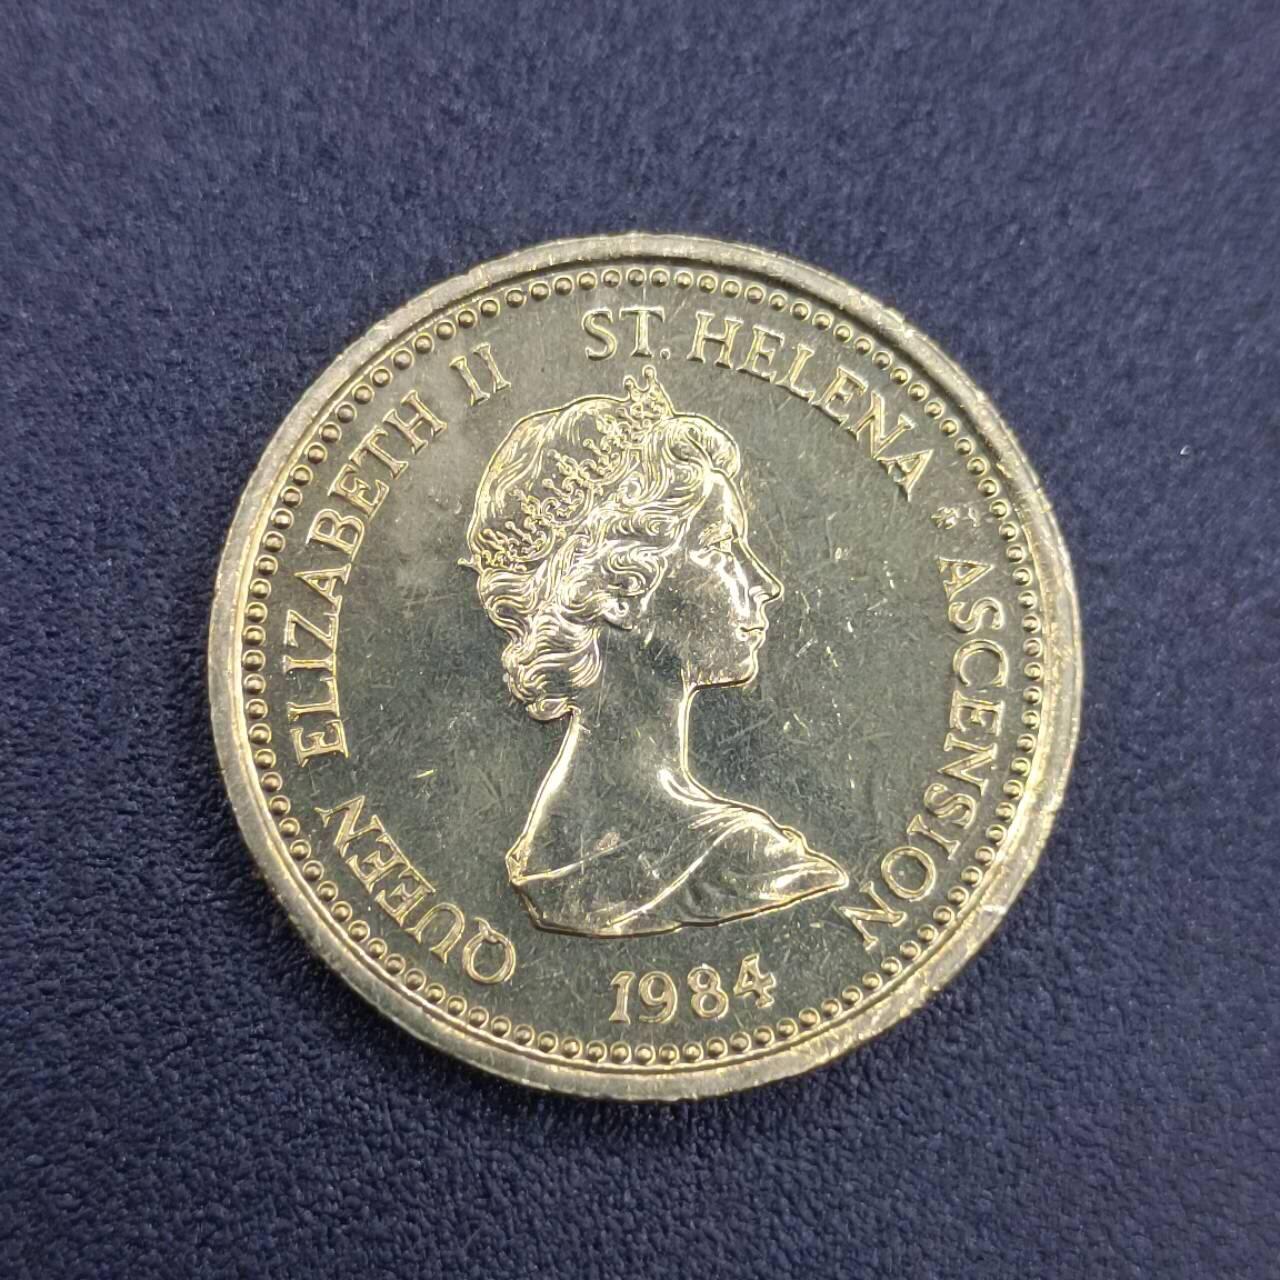 QUEEN ELIZABETH II ST. HELENA * ASCENSION
1984